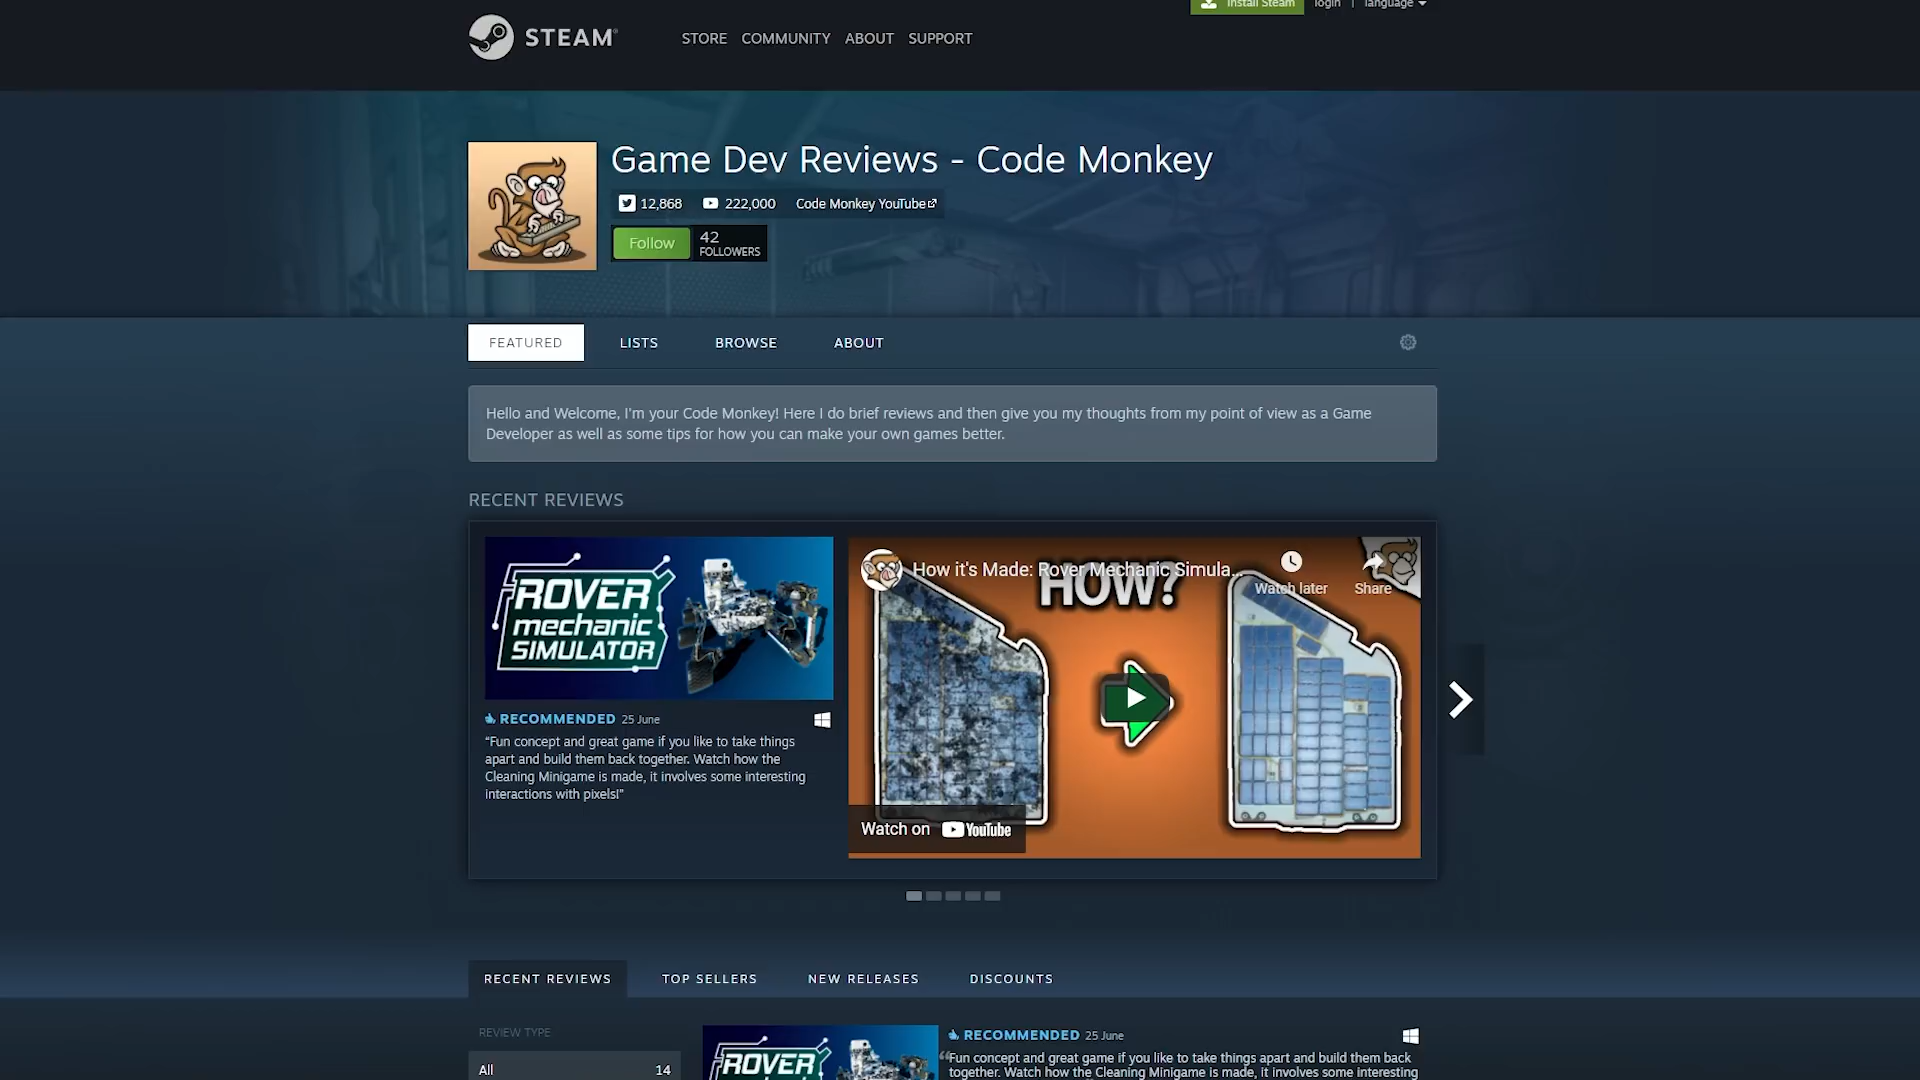 Install Steam
login | language
STEAM
STORE COMMUNITY ABOUT SUPPORT
Game Dev Reviews - Code Monkey
12,868 222,000 Code Monkey YouTube
Follow
42
FOLLOWERS
FEATURED LISTS BROWSE ABOUT
Hello and Welcome, I'm your Code Monkey! Here I do brief reviews and then give you my thoughts from my point of view as a Game
Developer as well as some tips for how you can make your own games better.
RECENT REVIEWS
ROVER
mechanic
SIMULATOR
RECOMMENDED 25 June
"Fun concept and great game if you like to take things
apart and build them back together. Watch how the
Cleaning Minigame is made, it involves some interesting
interactions with pixels!"
How it's Made: Rover Mechanic Simula...
HOW?
Watch later
Share
Watch on YouTube
RECENT REVIEWS TOP SELLERS NEW RELEASES DISCOUNTS
REVIEW TYPE
All 14
ROVER
RECOMMENDED 25 June
"Fun concept and great game if you like to take things apart and build them back
together. Watch how the Cleaning Minigame is made, it involves some interesting